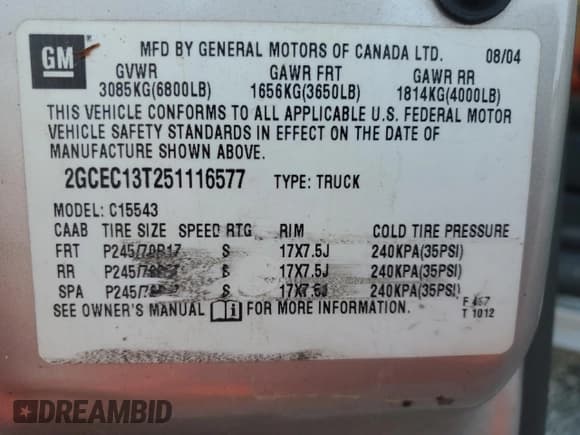 GM
MFD BY GENERAL MOTORS OF CANADA LTD. 08/04
GVWR GAWR FRT GAWR RR
3085KG(6800LB) 1656KG(3650LB) 1814KG(4000LB)
THIS VEHICLE CONFORMS TO ALL APPLICABLE U.S. FEDERAL MOTOR
VEHICLE SAFETY STANDARDS IN EFFECT ON THE DATE OF
MANUFACTURE SHOWN ABOVE.
2GCEC13T251116577 TYPE: TRUCK
MODEL: C15543
CAAB TIRE SIZE SPEED RTG RIM COLD TIRE PRESSURE
FRT P245/70R17 S 17X7.5J 240KPA(35PSI)
RR S 17X7.5J 240KPA(35PSI)
SPA S 17X7.5J 240KPA(35PSI)
SEE OWNER'S MANUAL FOR MORE INFORMATION.
T 1012
DREAMBID